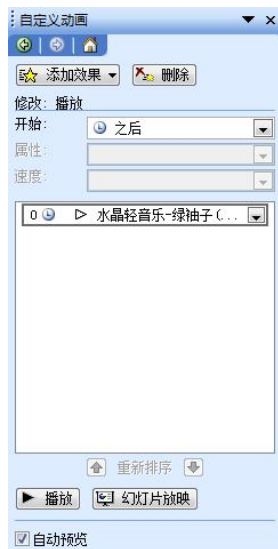 自定义动画
添加效果 删除
修改: 播放
开始: 之后
属性:
速度:
0 水晶轻音乐-绿袖子(...
重新排序
播放 幻灯片放映
自动预览